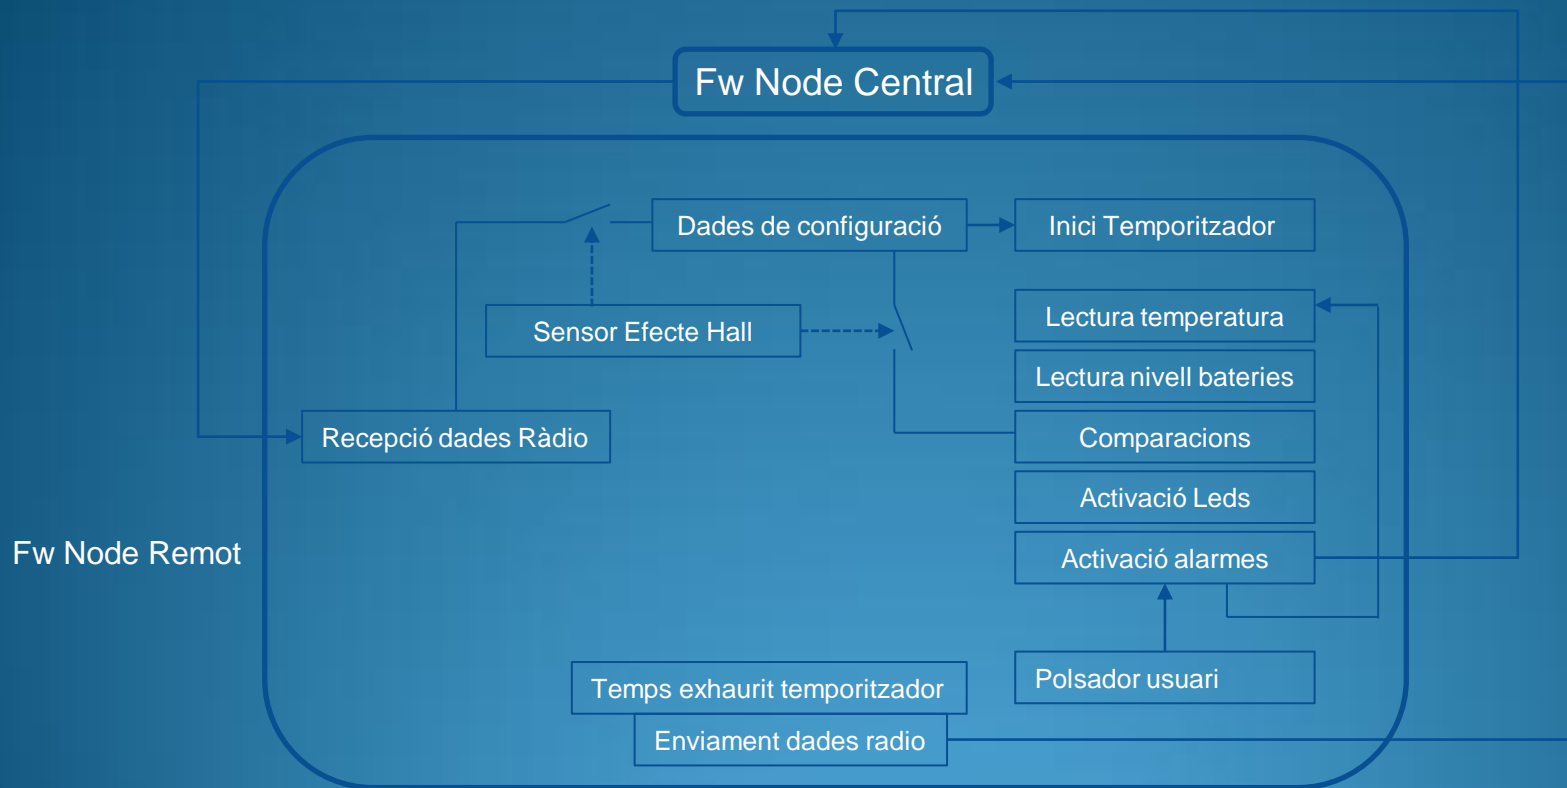 Fw Node Central
Dades de configuració
Inici Temporitzador
Sensor Efecte Hall
Lectura temperatura
Lectura nivell bateries
Recepció dades Ràdio
Comparacions
Activació Leds
Fw Node Remot
Activació alarmes
Polsador usuari
Temps exhaurit temporitzador
Enviament dades radio